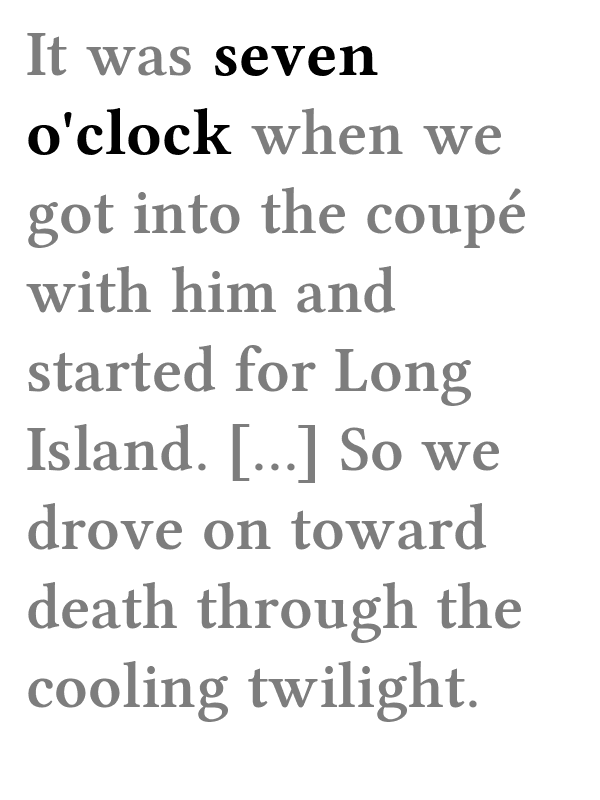 It was seven
o'clock when we
got into the coupé
with him and
started for Long
Island. […] So we
drove on toward
death through the
cooling twilight.